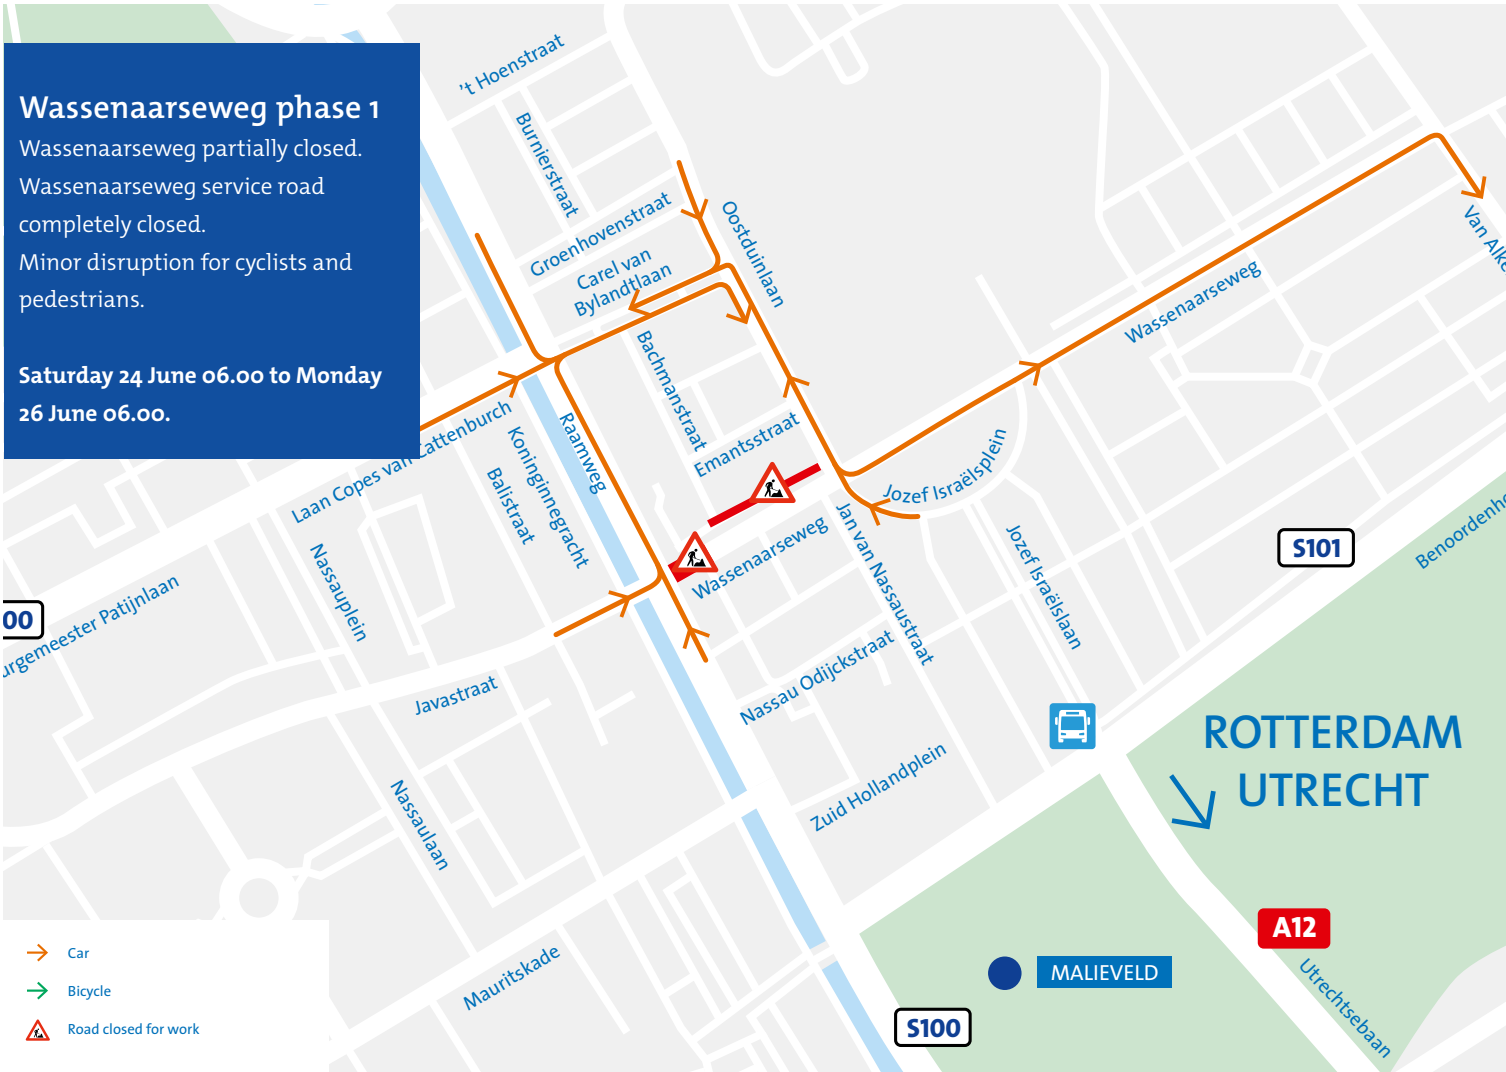 Wassenaarseweg phase 1
Wassenaarseweg partially closed.
Wassenaarseweg service road
completely closed.
Minor disruption for cyclists and
pedestrians.
Saturday 24 June 06.00 to Monday
26 June 06.00.
't Hoenstraat
Burnierstraat
Groenhovenstraat
Carel van
Bylandtlaan
Oostduinlaan
Van Alke
Wassenaarseweg
Bachmanstraat
Emantsstraat
Laan Copes van Cattenburch
Raamweg
Koninginnegracht
Balistraat
Jozef Israëlsplein
Wassenaarseweg
Jan van Nassaustraat
Jozef Israëlslaan
S101
Benoordenho
Nassauplein
00
urgemeester Patijnlaan
Javastraat
Nassau Odijckstraat
Zuid Hollandplein
ROTTERDAM
UTRECHT
Nassaulaan
A12
Mauritskade
MALIEVELD
S100
Utrechtsebaan
Car
Bicycle
Road closed for work